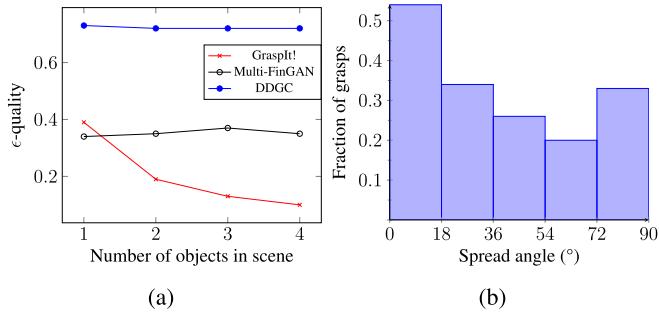 0.6
0.4
0.2
ϵ-quality
GraspIt!
Multi-FinGAN
DDGC
1 2 3 4
Number of objects in scene
(a)
0.5
0.4
0.3
0.2
0.1
Fraction of grasps
0 18 36 54 72 90
Spread angle (°)
(b)